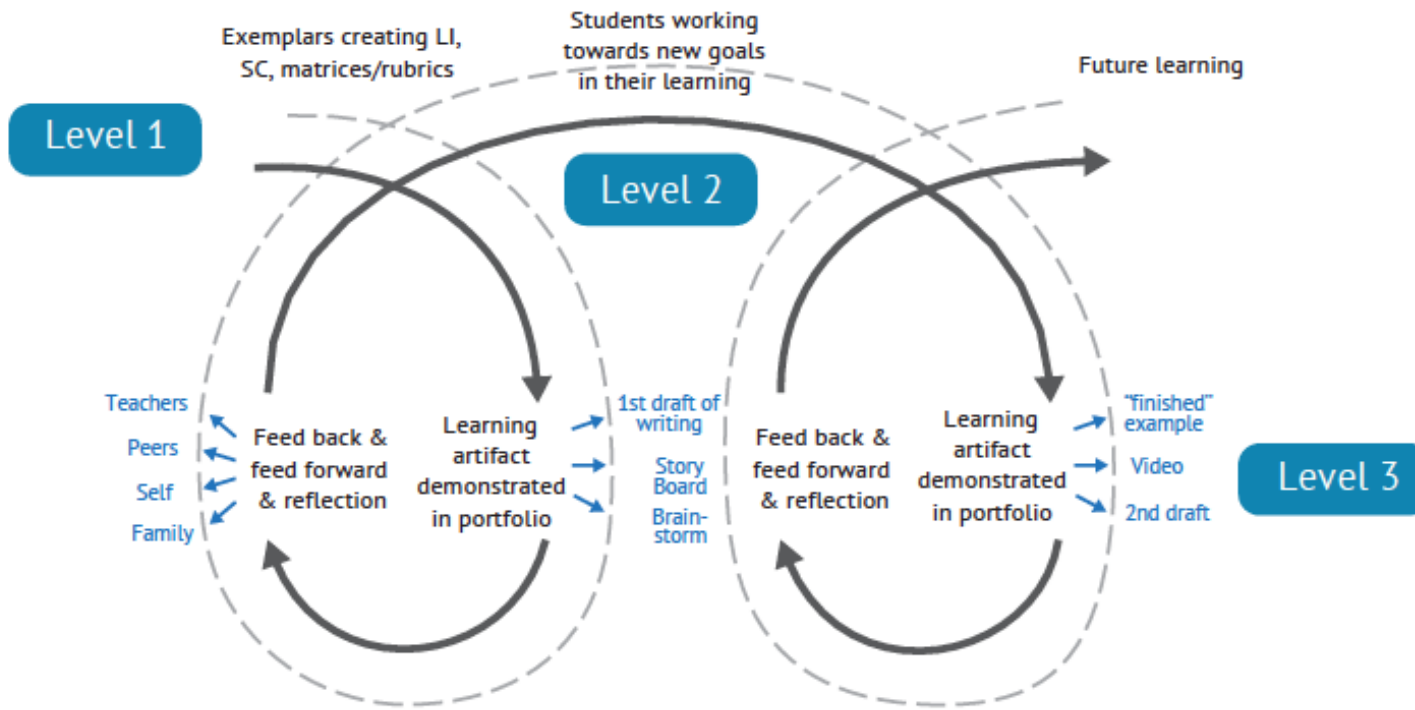 Exemplars creating LI,
SC, matrices/rubrics
Students working
towards new goals
in their learning
Future learning
Level 1
Level 2
Teachers
Peers
Self
Family
Feed back &
feed forward
& reflection
Learning
artifact
demonstrated
in portfolio
1st draft of
writing
Story
Board
Brain-
storm
Feed back &
feed forward
& reflection
Learning
artifact
demonstrated
in portfolio
“finished”
example
Video
2nd draft
Level 3